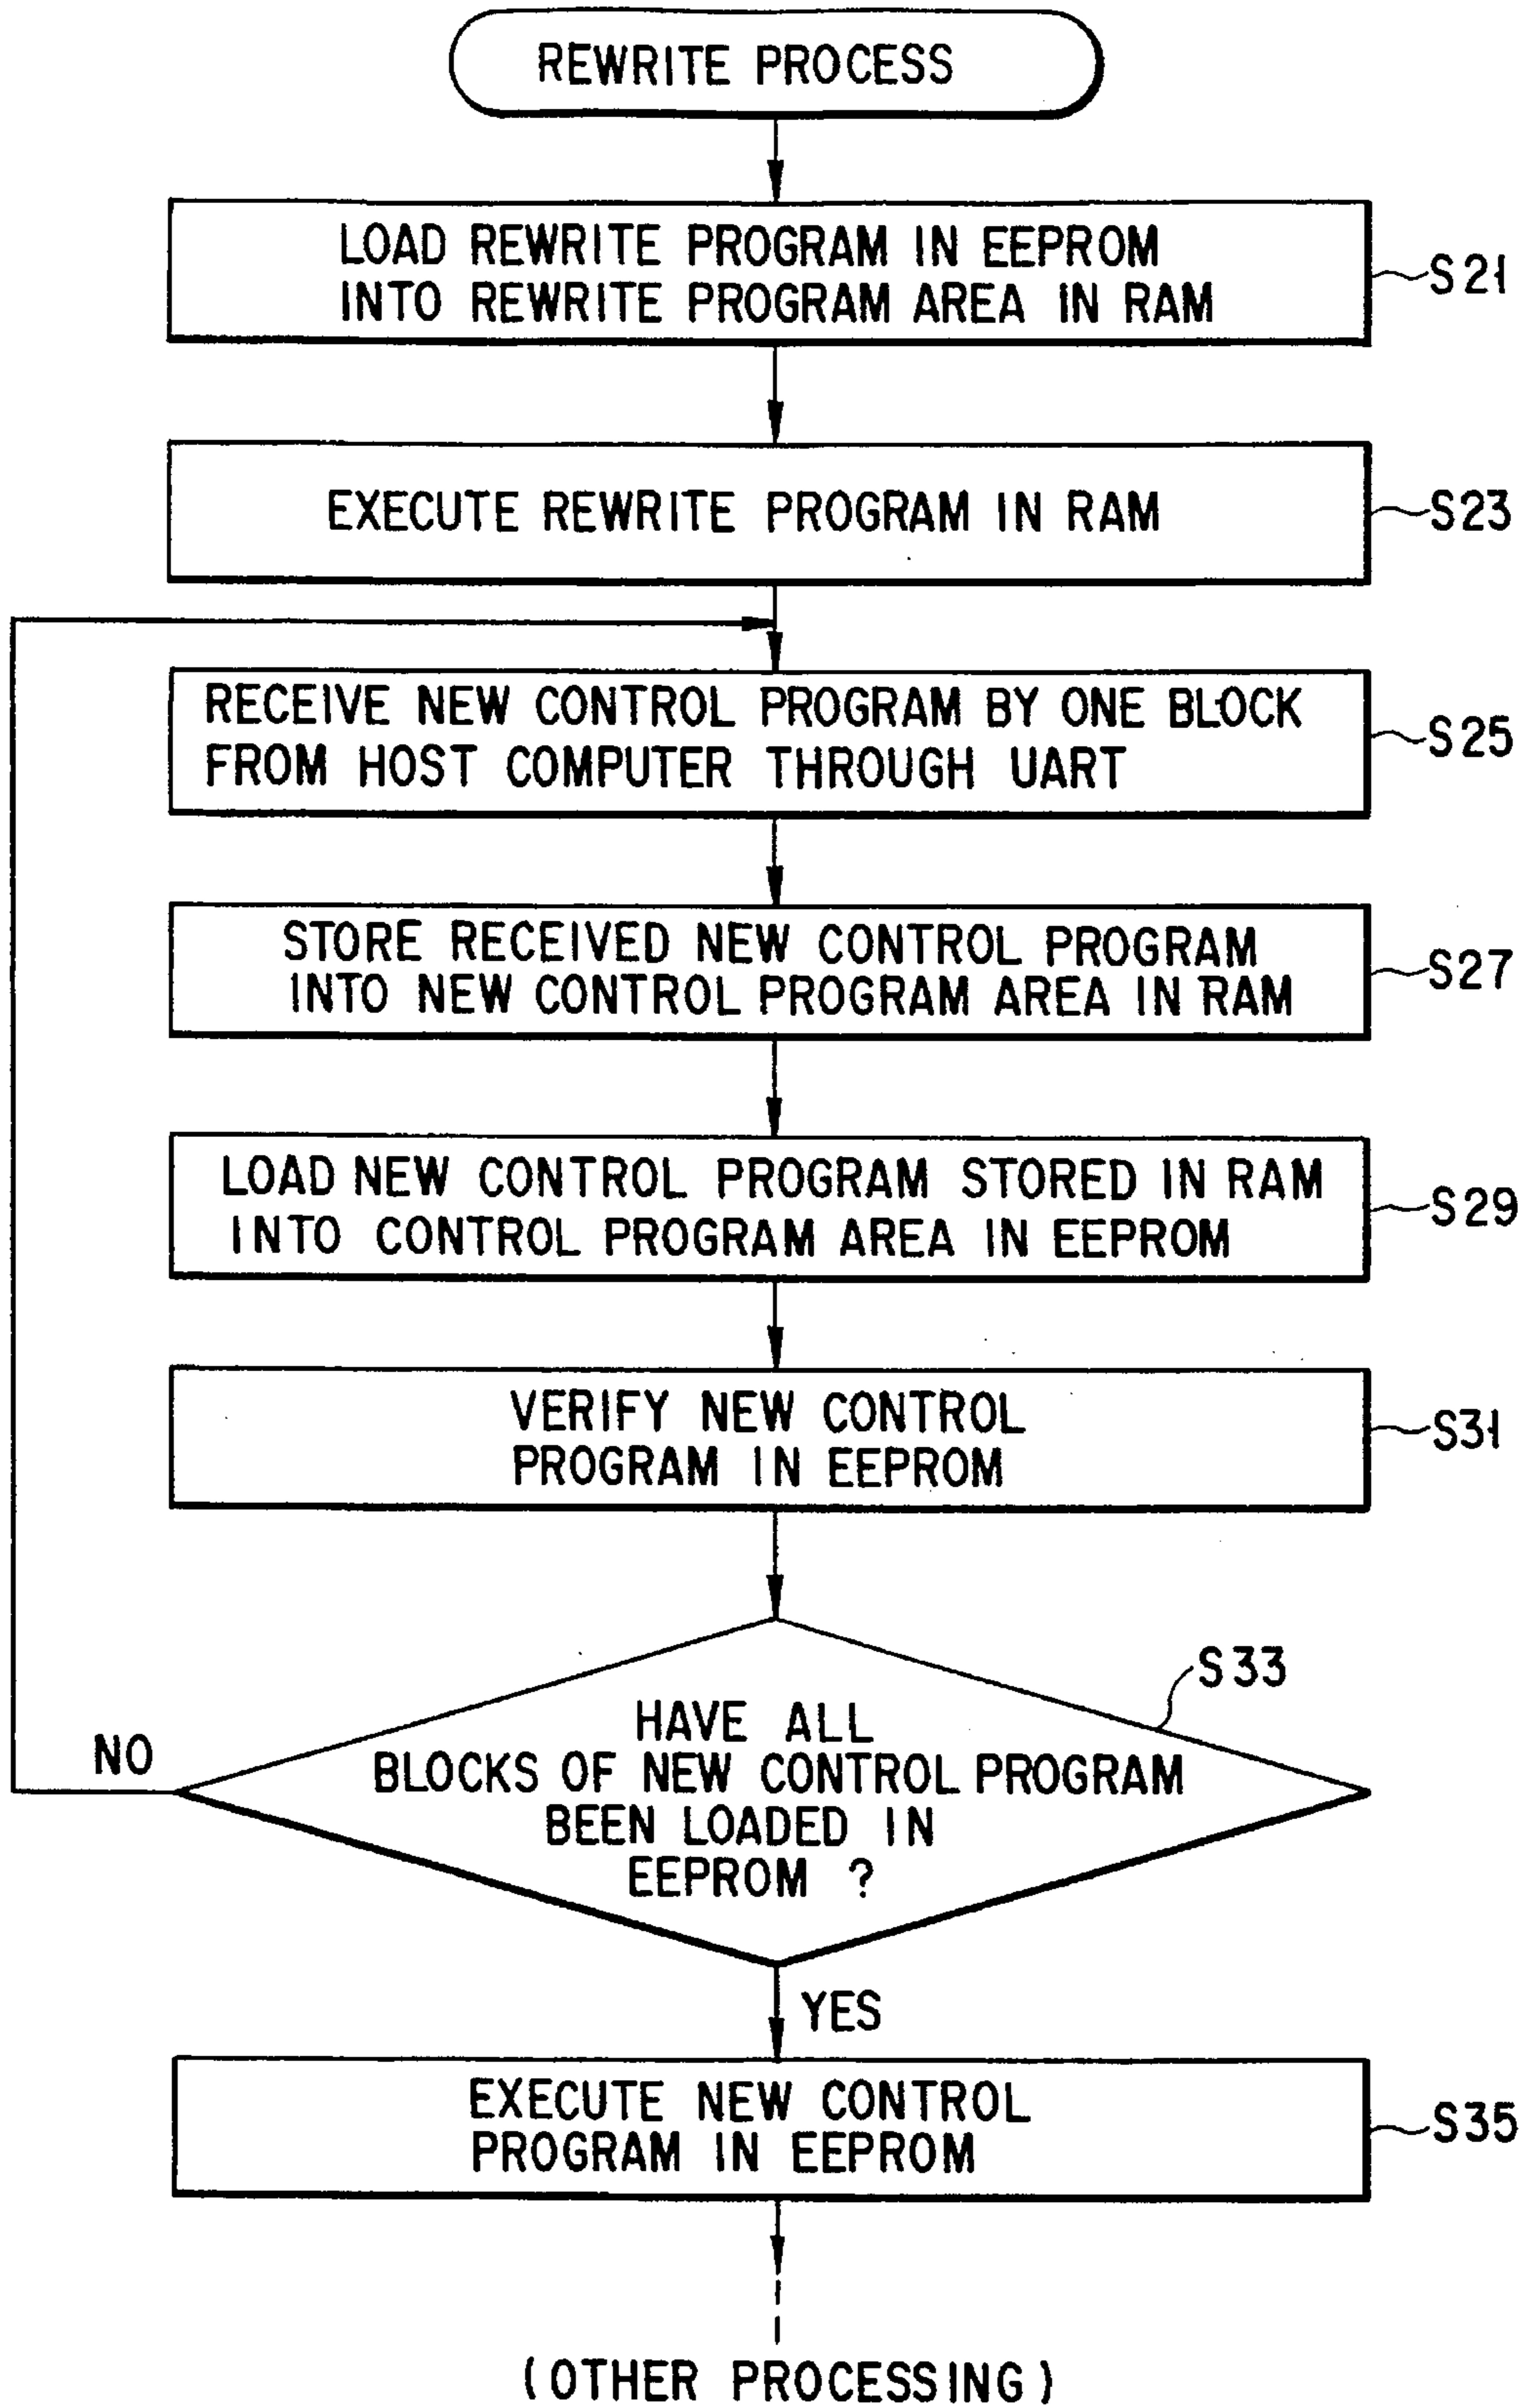 REWRITE PROCESS
LOAD REWRITE PROGRAM IN EEPROM
INTO REWRITE PROGRAM AREA IN RAM
S21
EXECUTE REWRITE PROGRAM IN RAM
S23
RECEIVE NEW CONTROL PROGRAM BY ONE BLOCK
FROM HOST COMPUTER THROUGH UART
S25
STORE RECEIVED NEW CONTROL PROGRAM
INTO NEW CONTROL PROGRAM AREA IN RAM
S27
LOAD NEW CONTROL PROGRAM STORED IN RAM
INTO CONTROL PROGRAM AREA IN EEPROM
S29
VERIFY NEW CONTROL
PROGRAM IN EEPROM
S31
S33
HAVE ALL
BLOCKS OF NEW CONTROL PROGRAM
BEEN LOADED IN
EEPROM ?
NO
YES
EXECUTE NEW CONTROL
PROGRAM IN EEPROM
S35
(OTHER PROCESSING)